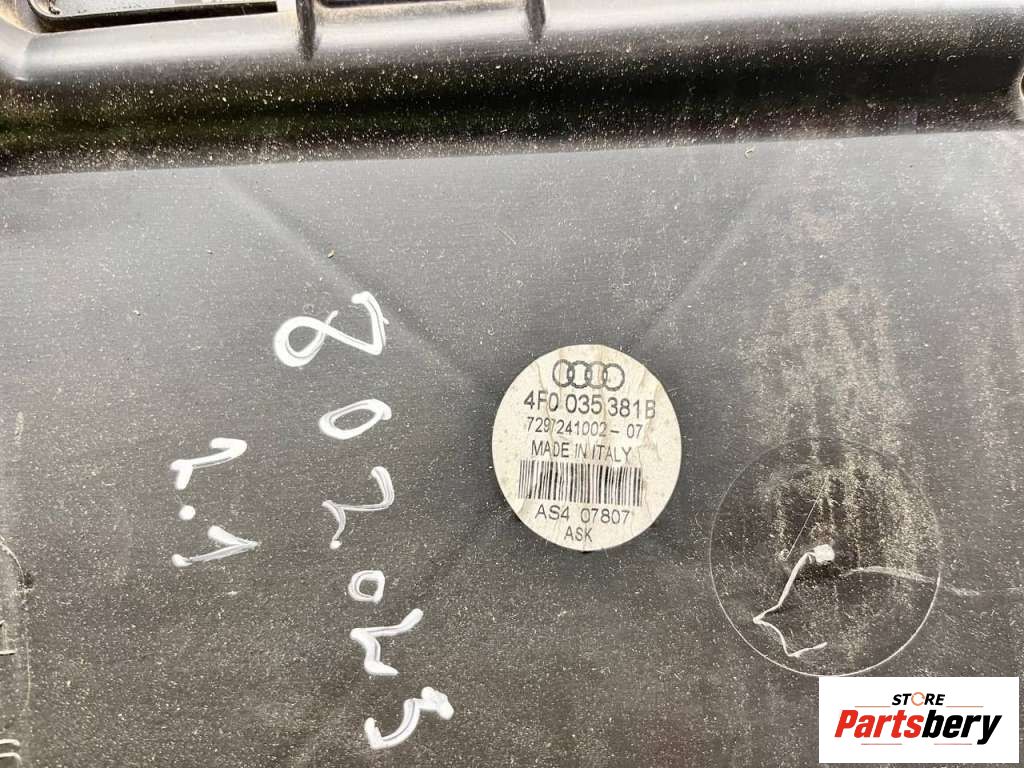 4F0 035 381B
7297241002-07
MADE IN ITALY
AS4 07807
ASK
STORE
Partsbery